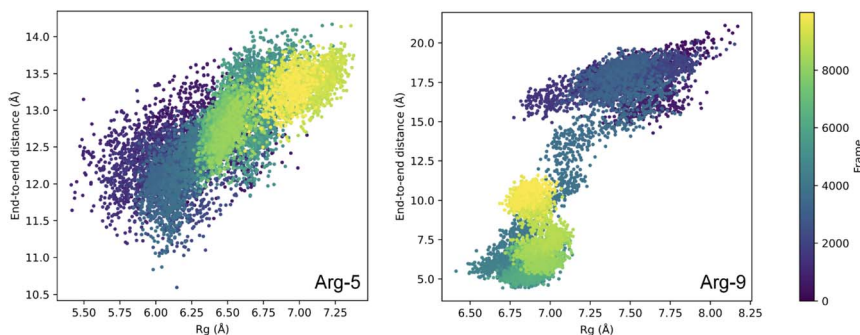 14.0
13.5
13.0
12.5
12.0
11.5
11.0
10.5
End-to-end distance (Å)
5.50 5.75 6.00 6.25 6.50 6.75 7.00 7.25
Rg (Å)
Arg-5
20.0
17.5
15.0
12.5
10.0
7.5
5.0
End-to-end distance (Å)
6.50 6.75 7.00 7.25 7.50 7.75 8.00 8.25
Rg (Å)
Arg-9
8000
6000
4000
2000
0
Frame